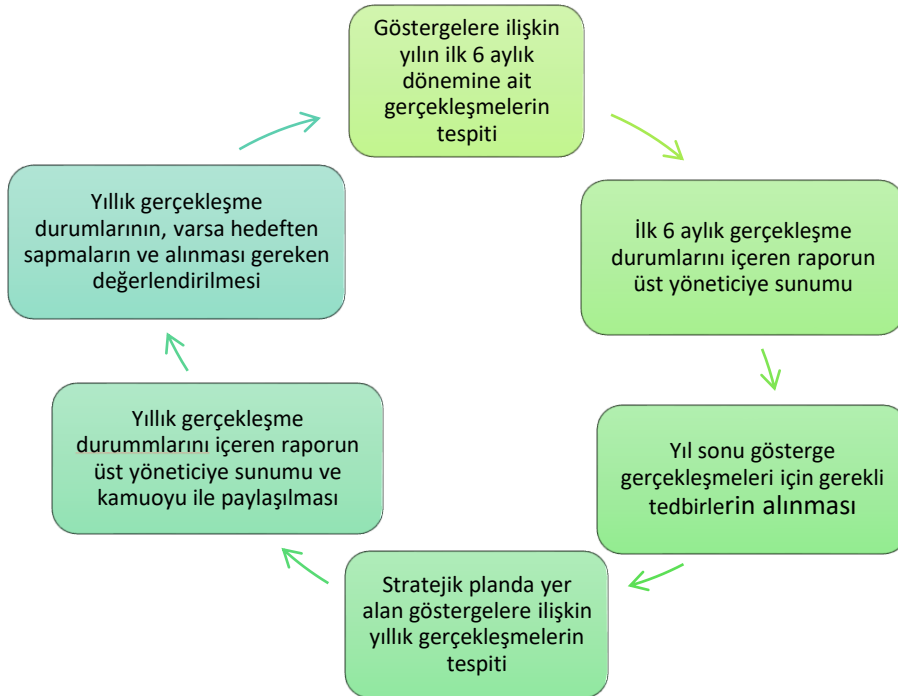 Göstergelere ilişkin
yılın ilk 6 aylık
dönemine ait
gerçekleşmelerin
tespiti
İlk 6 aylık gerçekleşme
durumlarını içeren raporun
üst yöneticiye sunumu
Yıl sonu gösterge
gerçekleşmeleri için gerekli
tedbirlerin alınması
Stratejik planda yer
alan göstergelere ilişkin
yıllık gerçekleşmelerin
tespiti
Yıllık gerçekleşme
durummlarını içeren raporun
üst yöneticiye sunumu ve
kamuoyu ile paylaşılması
Yıllık gerçekleşme
durumlarının, varsa hedeften
sapmaların ve alınması gereken
değerlendirilmesi